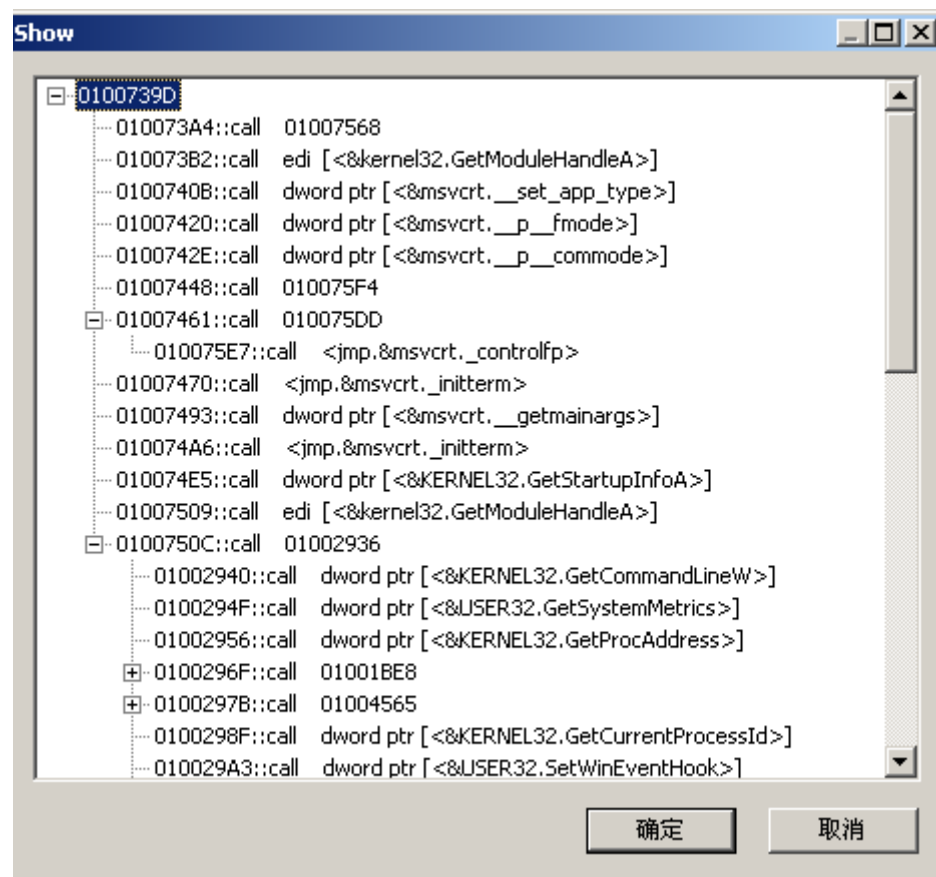 Show
0100739D
010073A4::call 01007568
010073B2::call edi [<&kernel32.GetModuleHandleA>]
0100740B::call dword ptr [<&msvcrt.__set_app_type>]
01007420::call dword ptr [<&msvcrt.__p__fmode>]
0100742E::call dword ptr [<&msvcrt.__p__commode>]
01007448::call 010075F4
01007461::call 010075DD
010075E7::call <jmp.&msvcrt._controlfp>
01007470::call <jmp.&msvcrt._initterm>
01007493::call dword ptr [<&msvcrt.__getmainargs>]
010074A6::call <jmp.&msvcrt._initterm>
010074E5::call dword ptr [<&KERNEL32.GetStartupInfoA>]
01007509::call edi [<&kernel32.GetModuleHandleA>]
0100750C::call 01002936
01002940::call dword ptr [<&KERNEL32.GetCommandLineW>]
0100294F::call dword ptr [<&USER32.GetSystemMetrics>]
01002956::call dword ptr [<&KERNEL32.GetProcAddress>]
0100296F::call 01001BE8
0100297B::call 01004565
0100298F::call dword ptr [<&KERNEL32.GetCurrentProcessId>]
010029A3::call dword ptr [<&USER32.SetWinEventHook>]
确定 取消